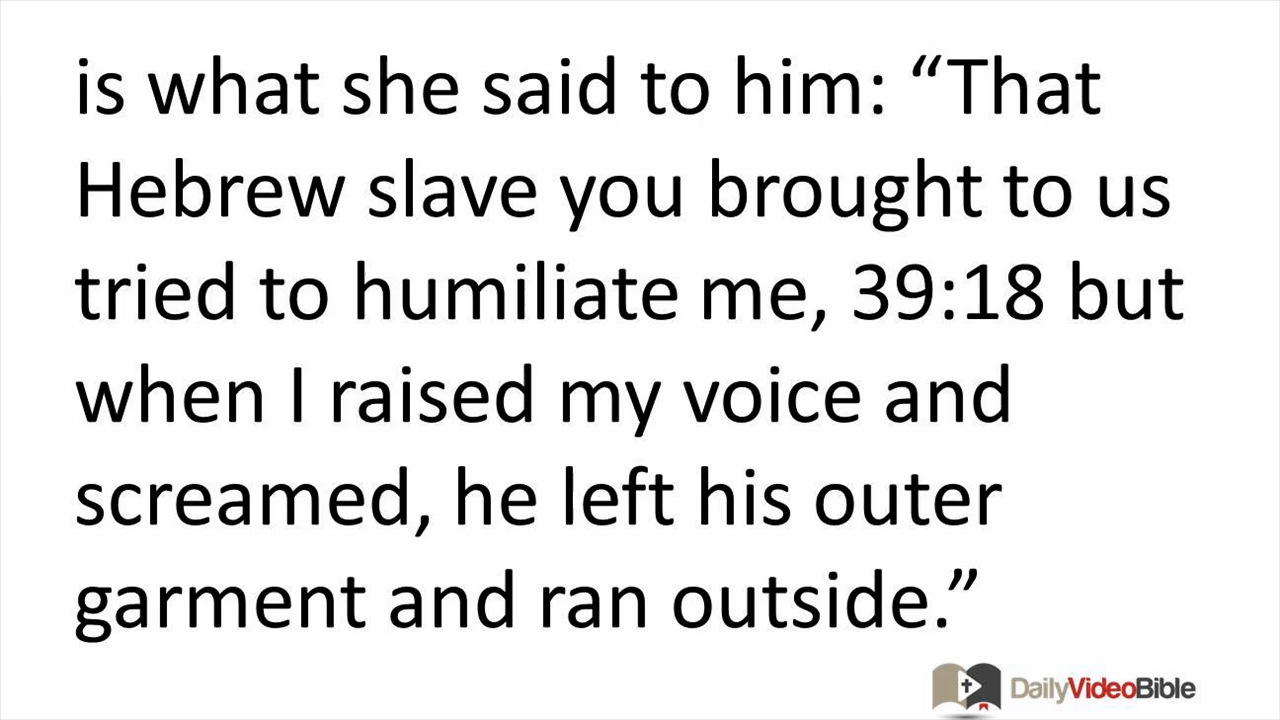 is what she said to him: “That
Hebrew slave you brought to us
tried to humiliate me, 39:18 but
when I raised my voice and
screamed, he left his outer
garment and ran outside.”
DailyVideoBible